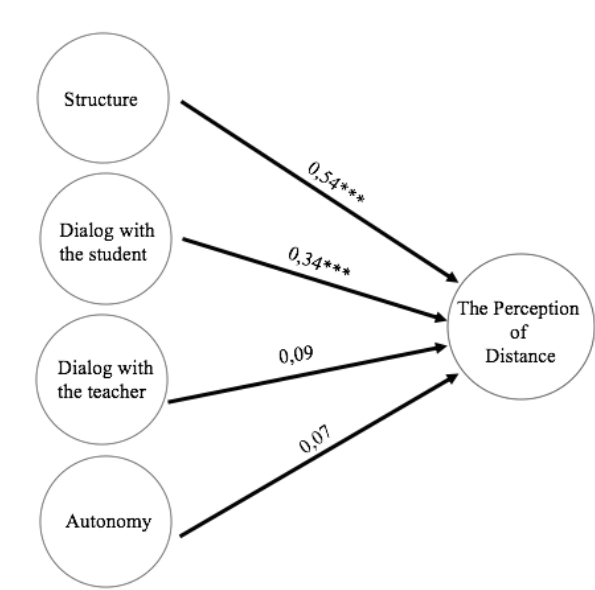 Structure
0,54***
Dialog with
the student
0,34***
The Perception
of
Distance
Dialog with
the teacher
0,09
0,07
Autonomy